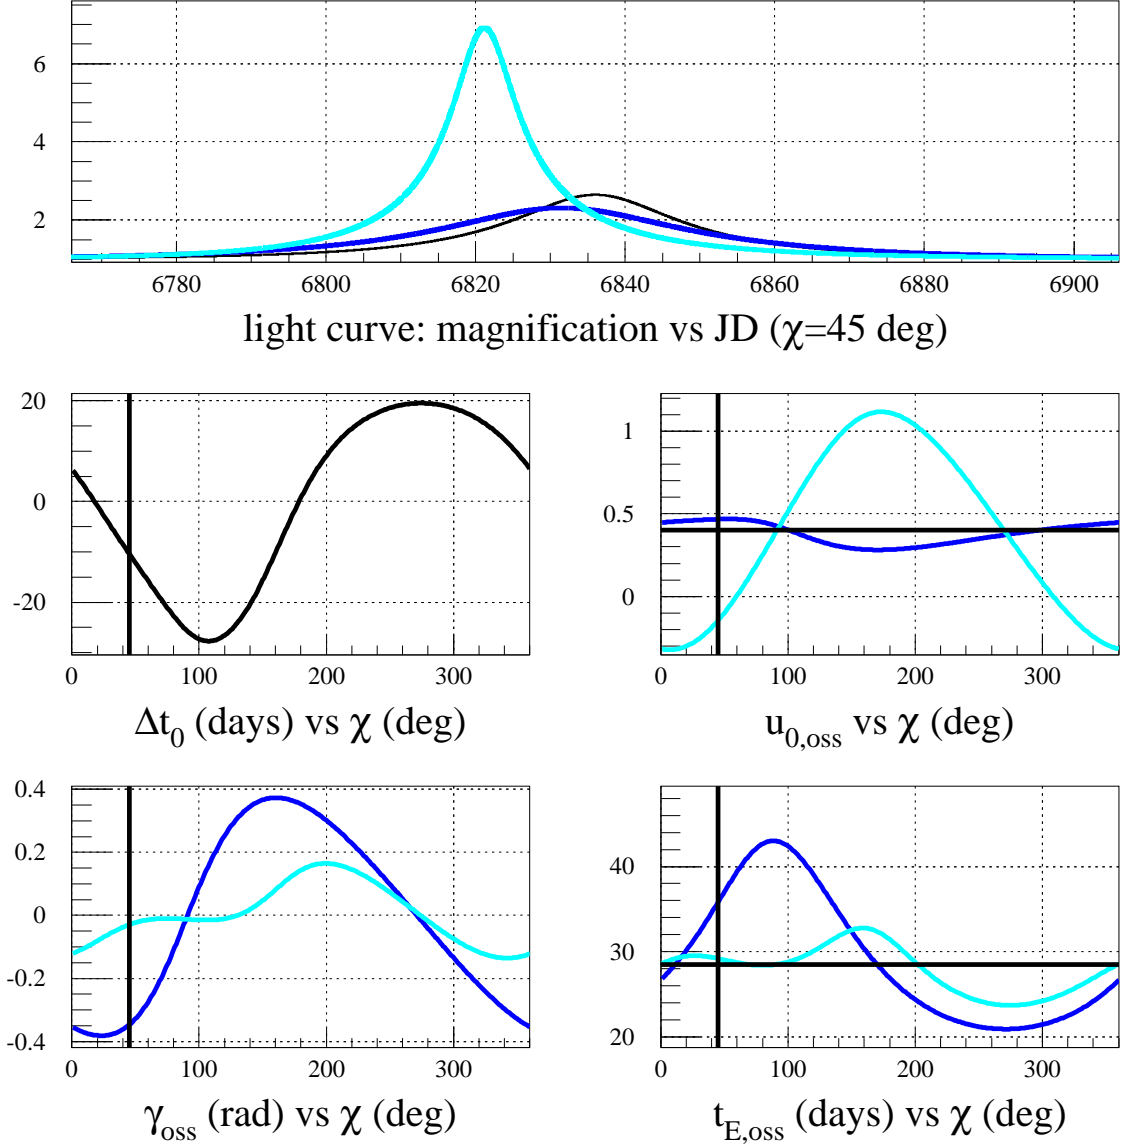 6
4
2
6780 6800 6820 6840 6860 6880 6900
light curve: magnification vs JD (χ=45 deg)
20
0
-20
0 100 200 300
Δt0 (days) vs χ (deg)
1
0.5
0
0 100 200 300
u0,oss vs χ (deg)
0.4
0.2
0
-0.2
-0.4
0 100 200 300
γoss (rad) vs χ (deg)
40
30
20
0 100 200 300
tE,oss (days) vs χ (deg)